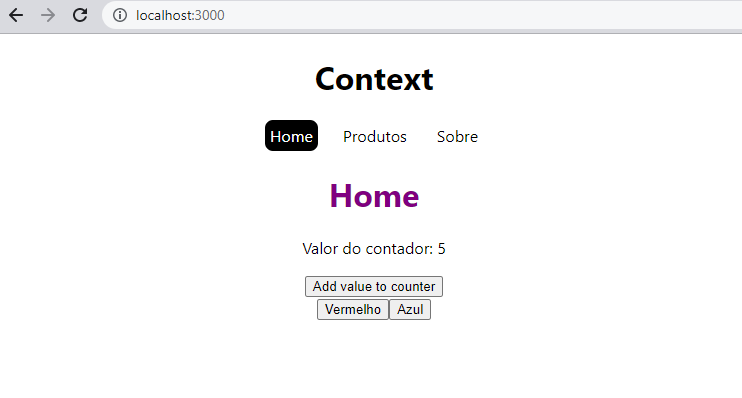 localhost:3000
Context
Home Produtos Sobre
Home
Valor do contador: 5
Add value to counter
Vermelho Azul